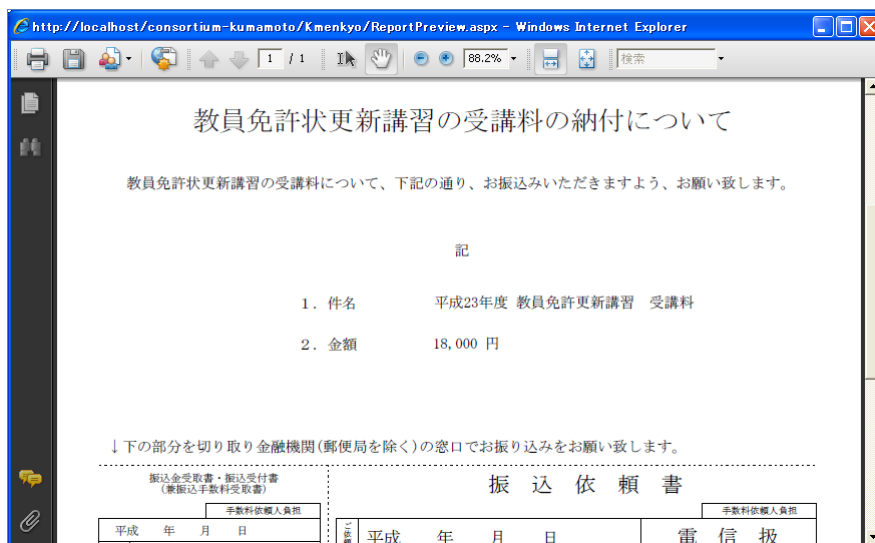 http://localhost/consortium-kumamoto/Kmenkyo/ReportPreview.aspx - Windows Internet Explorer
1 / 1 88.2% 検索
教員免許状更新講習の受講料の納付について
教員免許状更新講習の受講料について、下記の通り、お振込みいただきますよう、お願い致します。
記
1. 件名 平成23年度 教員免許更新講習 受講料
2. 金額 18,000 円
↓下の部分を切り取り金融機関(郵便局を除く)の窓口でお振り込みをお願い致します。
振込金受取書・振込受付書
(兼振込手数料受取書)
振 込 依 頼 書
手数料依頼人負担
手数料依頼人負担
平成 年 月 日
ご依頼
平成 年 月 日
電 信 扱